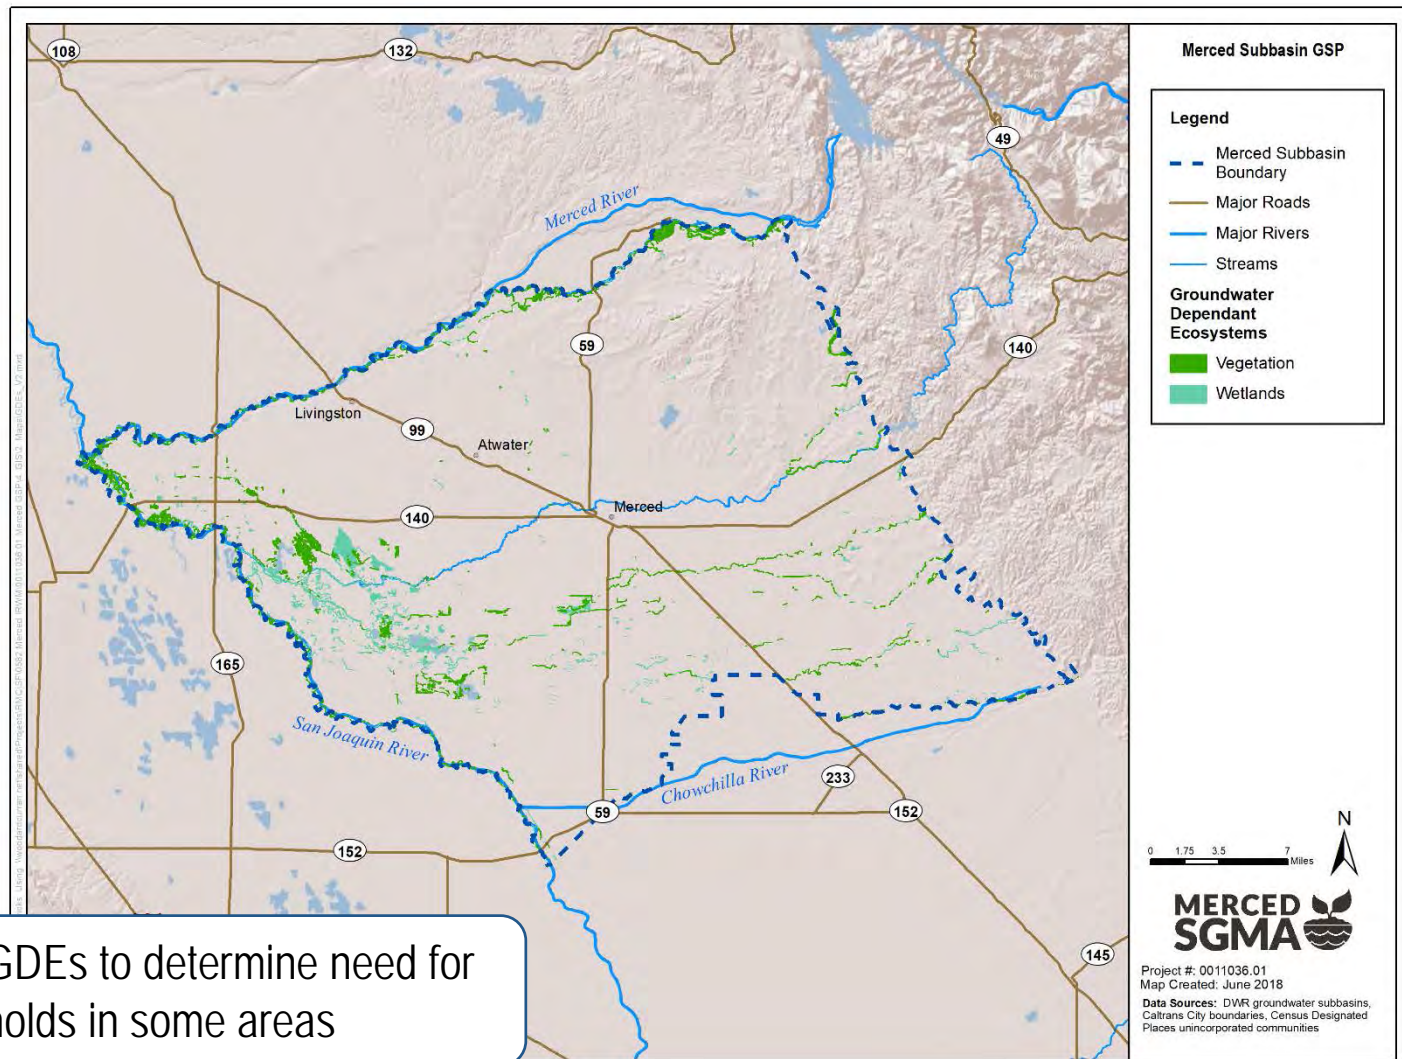 Merced Subbasin GSP
Legend
Merced Subbasin
Boundary
Major Roads
Major Rivers
Streams
Groundwater
Dependant
Ecosystems
Vegetation
Wetlands
108
132
49
Merced River
59
140
Livingston
99
Atwater
Merced
140
165
San Joaquin River
Chowchilla River
233
59
152
152
145
N
0 1.75 3.5 7
Miles
MERCED
SGMA
Project #: 0011036.01
Map Created: June 2018
Data Sources: DWR groundwater subbasins,
Caltrans City boundaries, Census Designated
Places unincorporated communities
GDEs to determine need for
holds in some areas